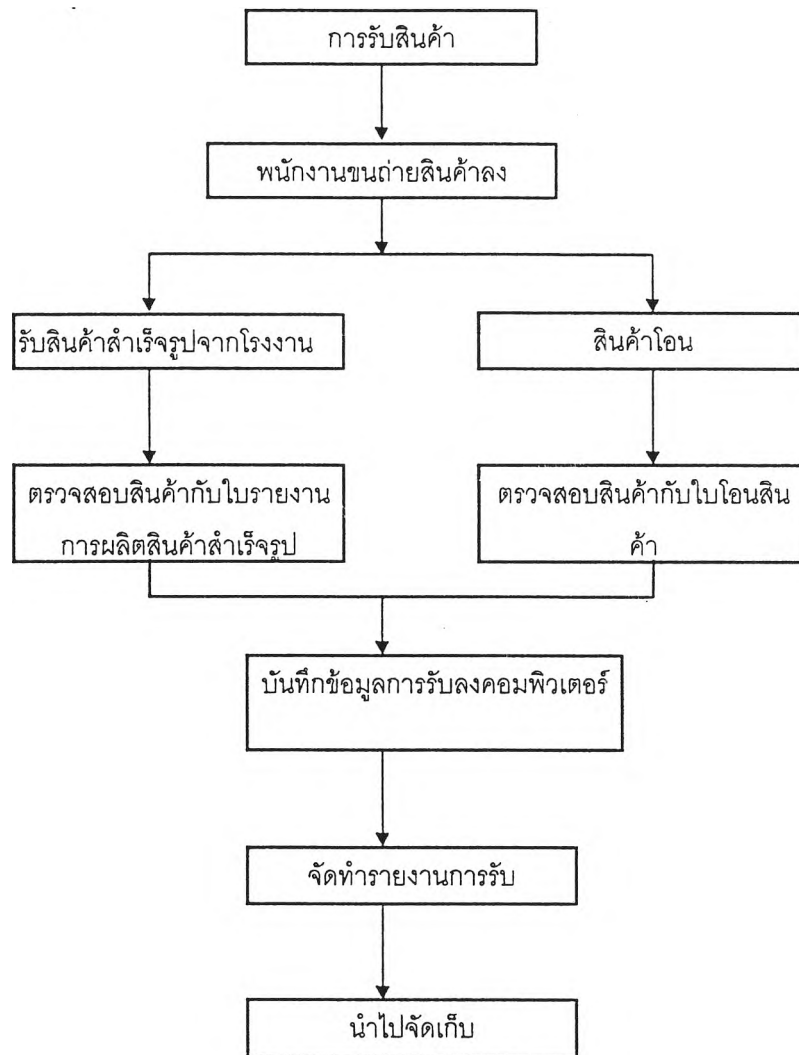 การรับสินค้า
พนักงานขนถ่ายสินค้าลง
รับสินค้าสำเร็จรูปจากโรงงาน
สินค้าโอน
ตรวจสอบสินค้ากับใบรายงาน
การผลิตสินค้าสำเร็จรูป
ตรวจสอบสินค้ากับใบโอนสิน
ค้า
บันทึกข้อมูลการรับลงคอมพิวเตอร์
จัดทำรายงานการรับ
นำไปจัดเก็บ